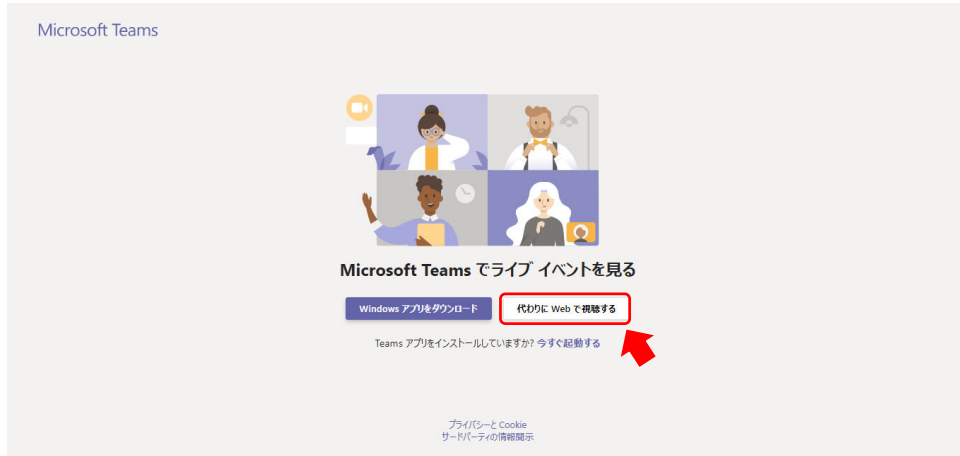 Microsoft Teams
Microsoft Teams でライブ イベントを見る
Windows アプリをダウンロード
代わりに Web で視聴する
Teams アプリをインストールしていますか? 今すぐ起動する
プライバシーと Cookie
サードパーティの情報開示